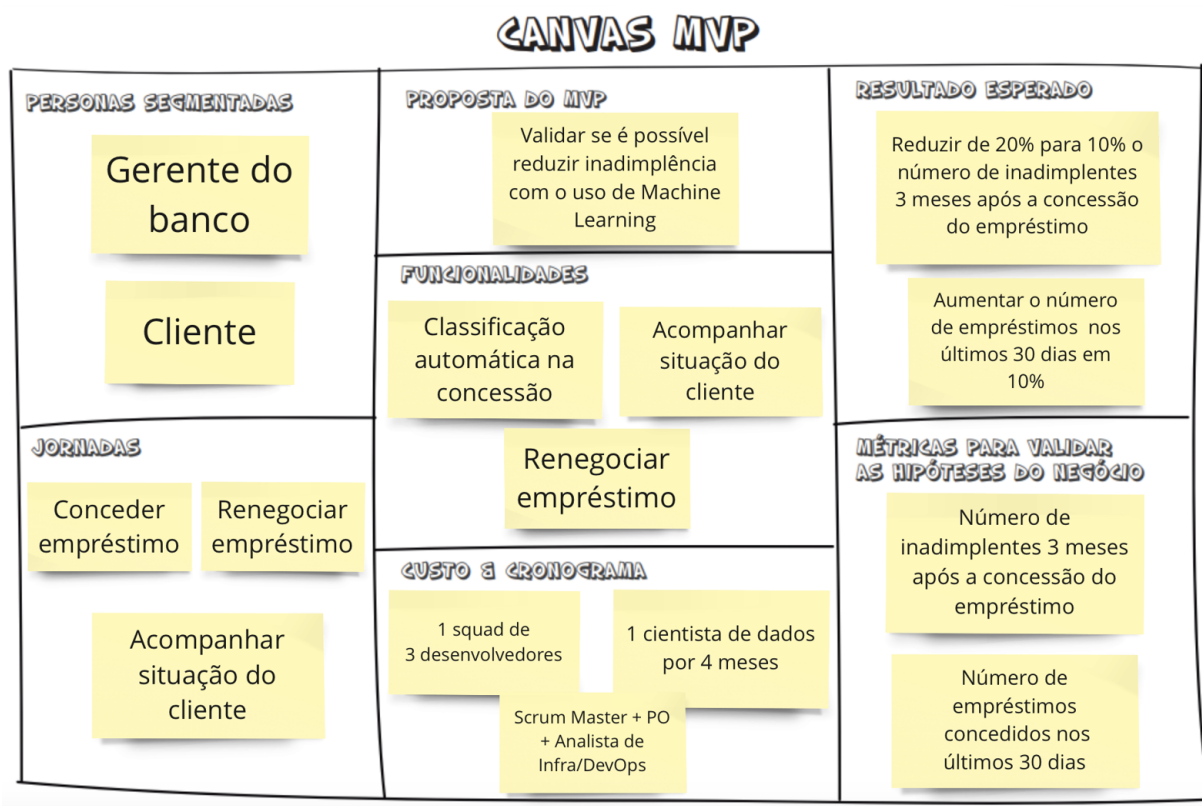 CANVAS MVP
PERSONAS SEGMENTADAS
Gerente do
banco
Cliente
JORNADAS
Conceder
empréstimo
Renegociar
empréstimo
Acompanhar
situação do
cliente
PROPOSTA DO MVP
Validar se é possível
reduzir inadimplência
com o uso de Machine
Learning
FUNCIONALIDADES
Classificação
automática na
concessão
Acompanhar
situação do
cliente
Renegociar
empréstimo
CUSTO & CRONOGRAMA
1 squad de
3 desenvolvedores
1 cientista de dados
por 4 meses
Scrum Master + PO
+ Analista de
Infra/DevOps
RESULTADO ESPERADO
Reduzir de 20% para 10% o
número de inadimplentes
3 meses após a concessão
do empréstimo
Aumentar o número
de empréstimos nos
últimos 30 dias em
10%
MÉTRICAS PARA VALIDAR
AS HIPÓTESES DO NEGÓCIO
Número de
inadimplentes 3 meses
após a concessão do
empréstimo
Número de
empréstimos
concedidos nos
últimos 30 dias